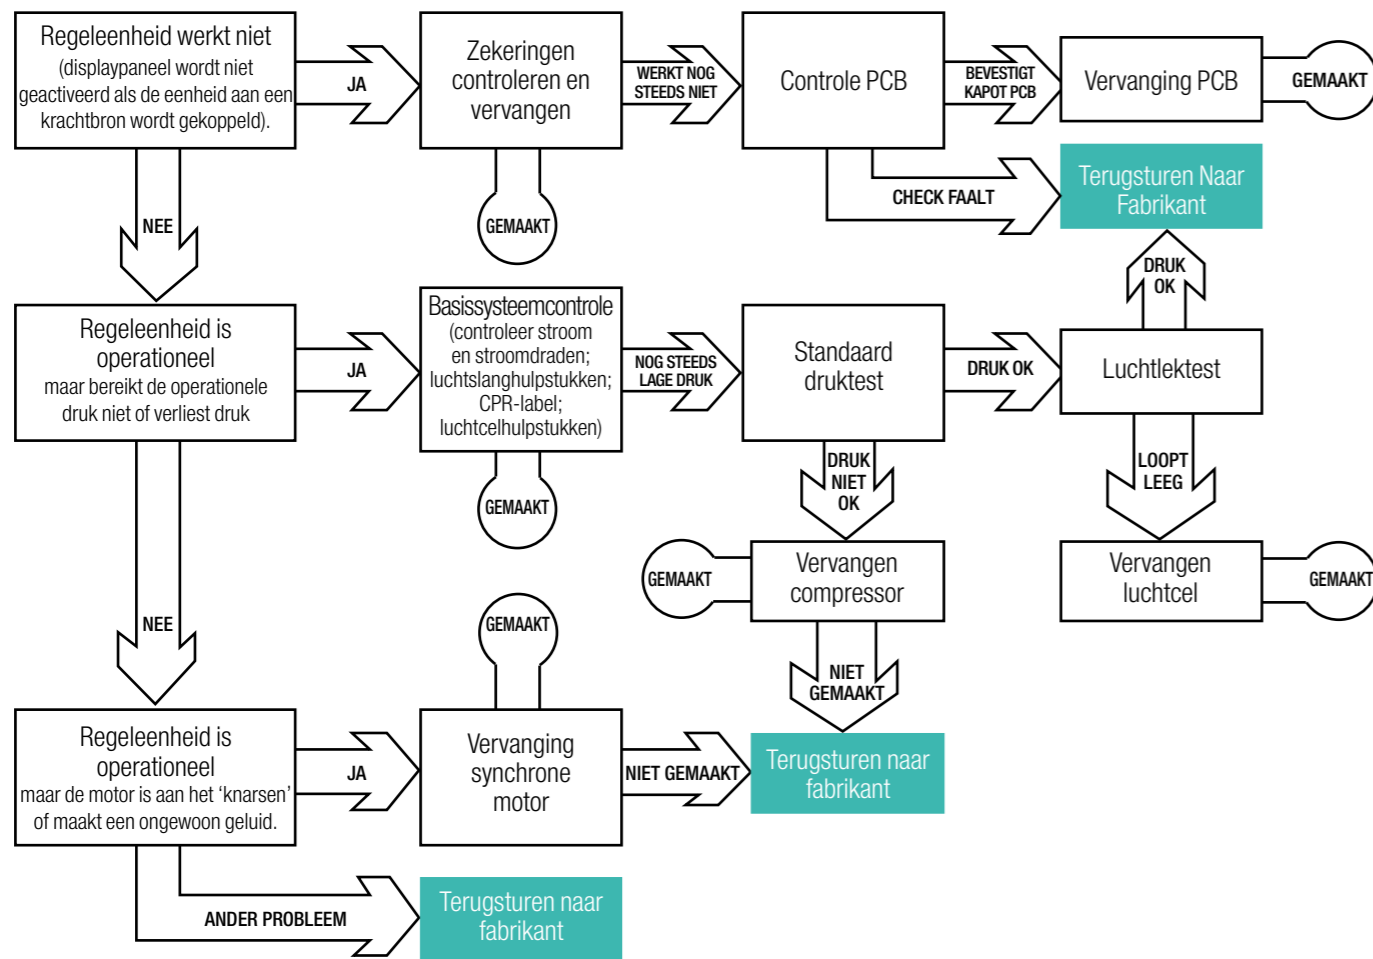 Regeleenheid werkt niet
(displaypaneel wordt niet
geactiveerd als de eenheid aan een
krachtbron wordt gekoppeld).
JA
Zekeringen
controleren en
vervangen
WERKT NOG
STEEDS NIET
Controle PCB
BEVESTIGT
KAPOT PCB
Vervanging PCB
GEMAAKT
NEE
GEMAAKT
CHECK FAALT
Terugsturen Naar
Fabrikant
DRUK
OK
Regeleenheid is
operationeel
maar bereikt de operationele
druk niet of verliest druk
JA
Basissysteemcontrole
(controleer stroom
en stroomdraden;
luchtslanghulpstukken;
CPR-label;
luchtcelhulpstukken)
NOG STEEDS
LAGE DRUK
Standaard
druktest
DRUK OK
Luchtlektest
GEMAAKT
DRUK
NIET
OK
LOOPT
LEEG
NEE
GEMAAKT
GEMAAKT
Vervangen
compressor
Vervangen
luchtcel
GEMAAKT
NIET
GEMAAKT
Regeleenheid is
operationeel
maar de motor is aan het ‘knarsen’
of maakt een ongewoon geluid.
JA
Vervanging
synchrone
motor
NIET GEMAAKT
Terugsturen naar
fabrikant
ANDER PROBLEEM
Terugsturen naar
fabrikant